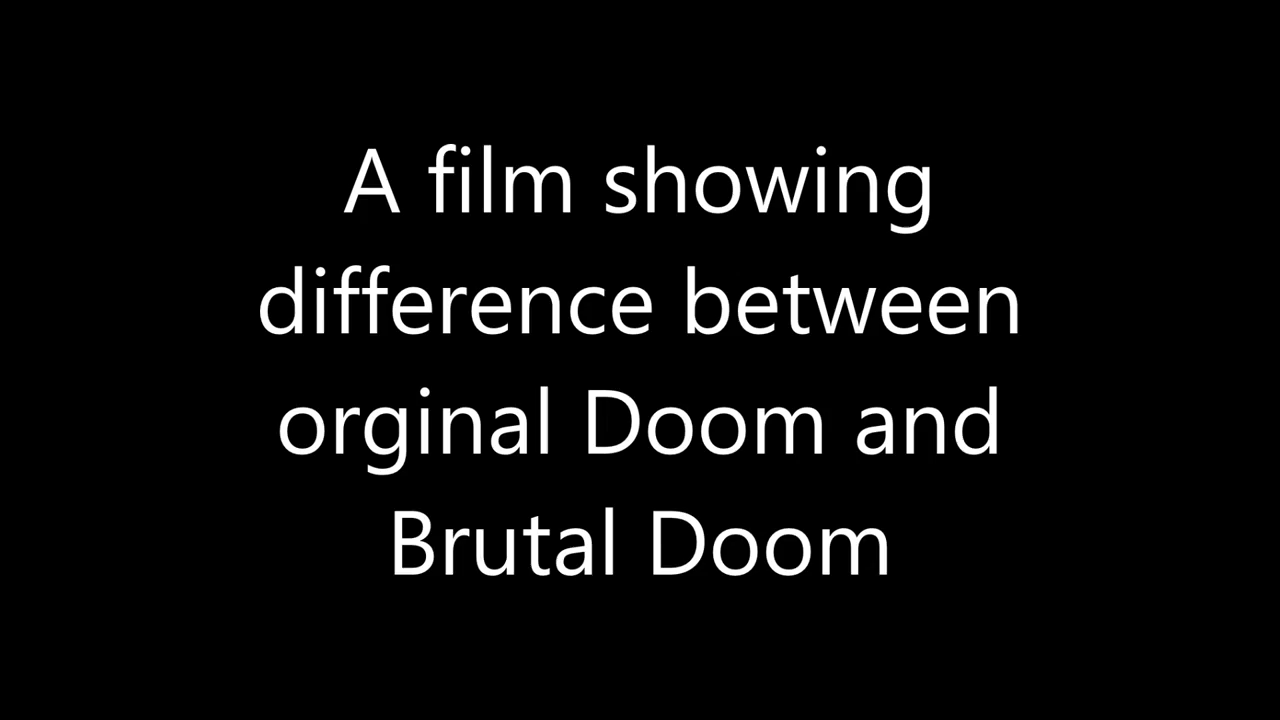 A film showing
difference between
orginal Doom and
Brutal Doom